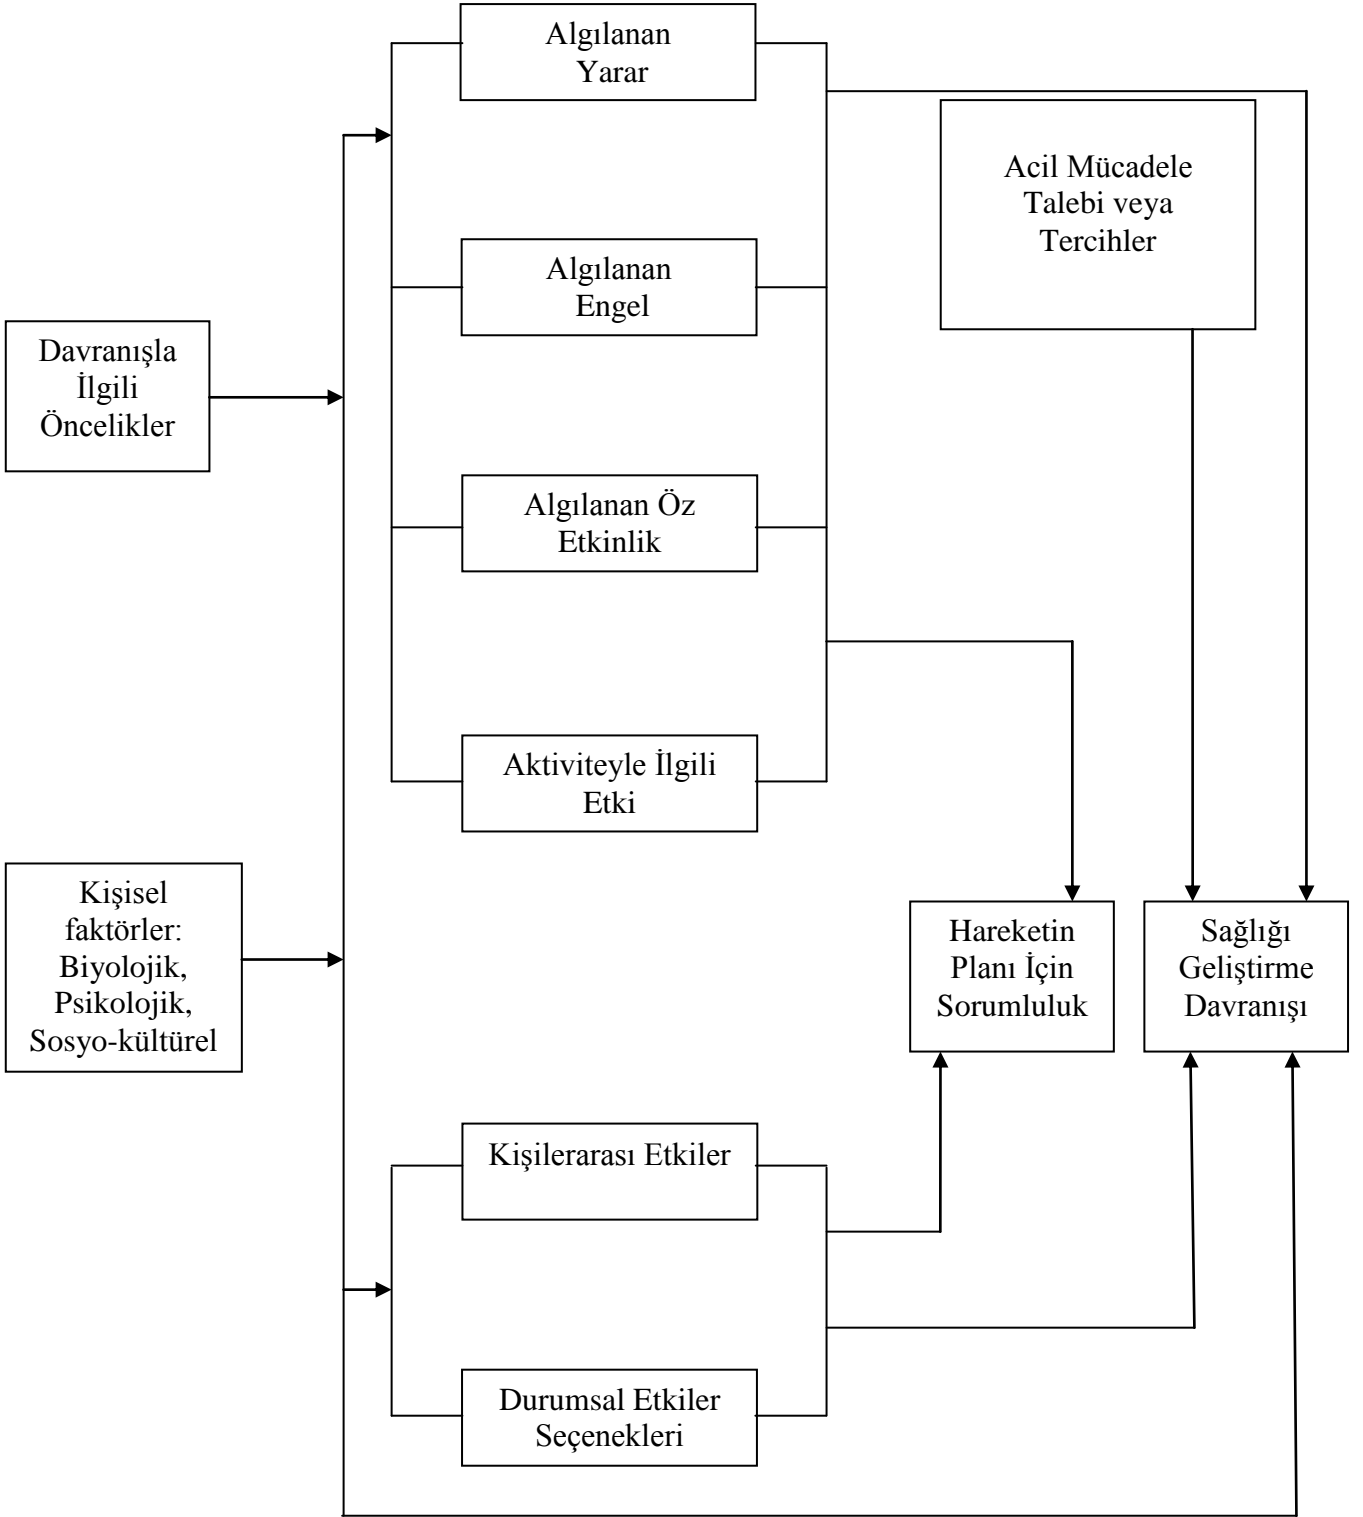 Algılanan
Yarar
Acil Mücadele
Talebi veya
Tercihler
Algılanan
Engel
Davranışla
İlgili
Öncelikler
Algılanan Öz
Etkinlik
Aktiviteyle İlgili
Etki
Kişisel
faktörler:
Biyolojik,
Psikolojik,
Sosyo-kültürel
Hareketin
Planı İçin
Sorumluluk
Sağlığı
Geliştirme
Davranışı
Kişilerarası Etkiler
Durumsal Etkiler
Seçenekleri